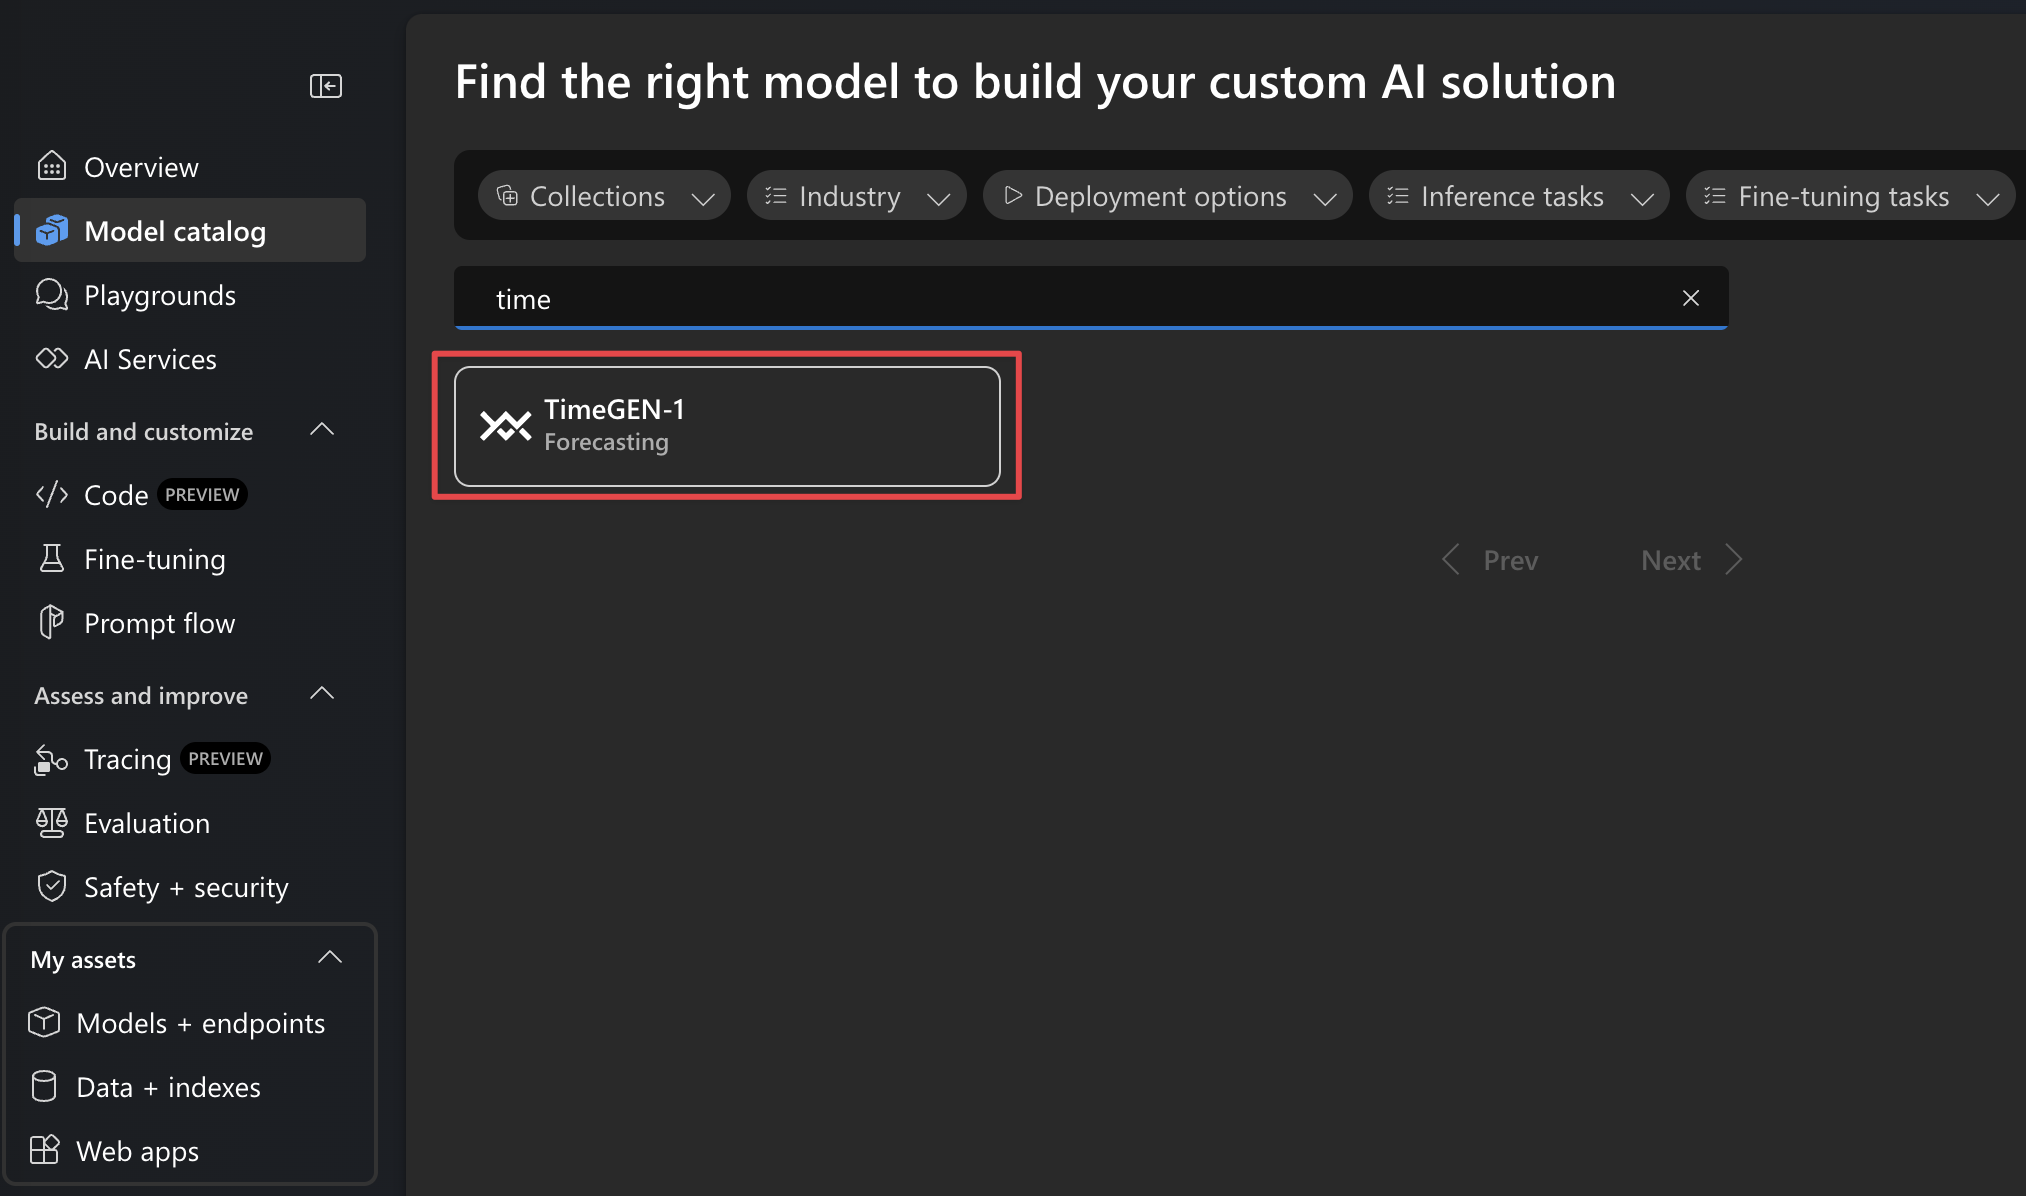 Find the right model to build your custom AI solution
Overview
Model catalog
Playgrounds
AI Services
Build and customize
Code PREVIEW
Fine-tuning
Prompt flow
Assess and improve
Tracing PREVIEW
Evaluation
Safety + security
My assets
Models + endpoints
Data + indexes
Web apps
Collections Industry Deployment options Inference tasks Fine-tuning tasks
time
TimeGEN-1
Forecasting
Prev Next